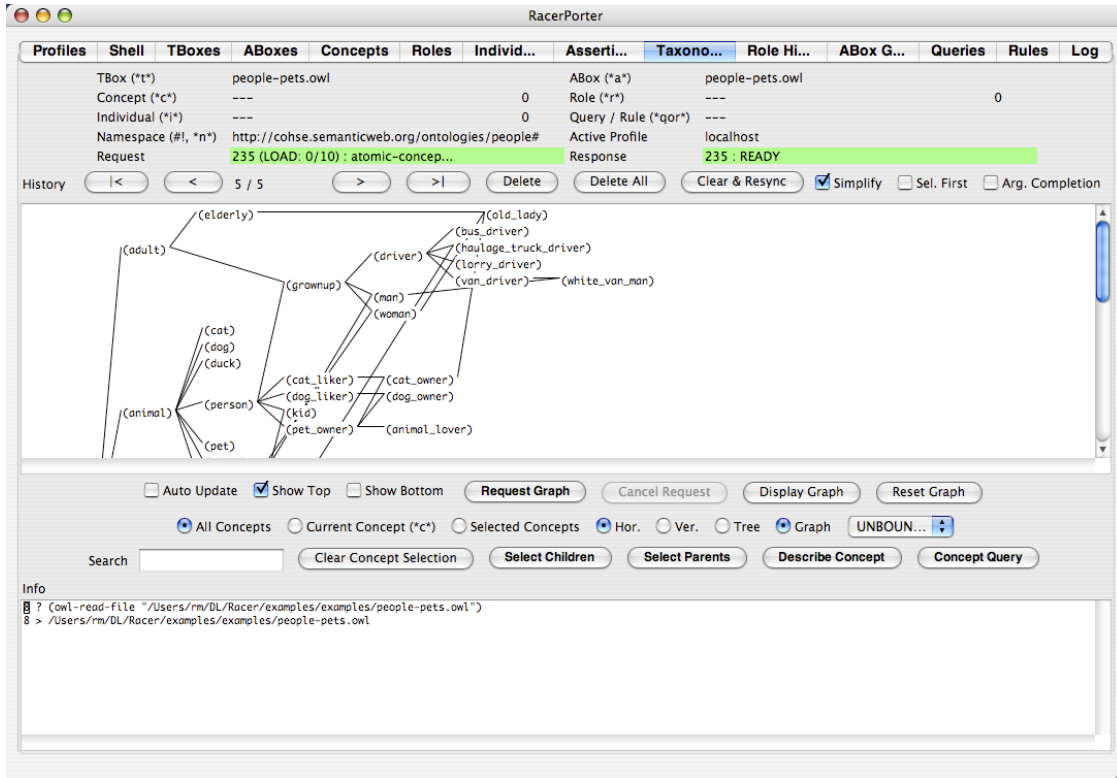 RacerPorter
Profiles Shell TBoxes ABoxes Concepts Roles Individ... Asserti... Taxono... Role Hi... ABox G... Queries Rules Log
TBox (*t*) people-pets.owl ABox (*a*) people-pets.owl
Concept (*c*) --- 0 Role (*r*) --- 0
Individual (*i*) --- 0 Query / Rule (*qor*) ---
Namespace (#!, *n*) http://cohse.semanticweb.org/ontologies/people# Active Profile localhost
Request 235 (LOAD: 0/10) : atomic-concep... Response 235 : READY
History |< < 5 / 5 > >| Delete Delete All Clear & Resync Simplify Sel. First Arg. Completion
(elderly) (old_lady)
(bus_driver)
(adult) (driver) (haulage_truck_driver)
(lorry_driver)
(grownup) (van_driver) (white_van_man)
(man)
(woman)
(cat)
(dog)
(duck)
(cat_liker) (cat_owner)
(person) (dog_liker) (dog_owner)
(animal) (kid)
(pet_owner) (animal_lover)
(pet)
Auto Update Show Top Show Bottom Request Graph Cancel Request Display Graph Reset Graph
All Concepts Current Concept (*c*) Selected Concepts Hor. Ver. Tree Graph UNBOUN...
Search Clear Concept Selection Select Children Select Parents Describe Concept Concept Query
Info
8 ? (owl-read-file "/Users/rm/DL/Racer/examples/examples/people-pets.owl")
8 > /Users/rm/DL/Racer/examples/examples/people-pets.owl